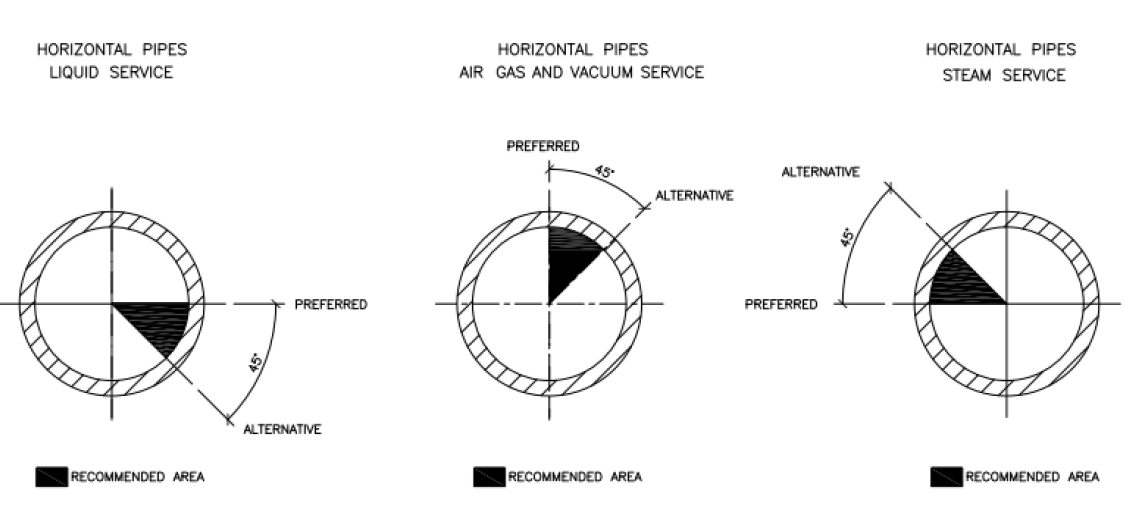 HORIZONTAL PIPES
LIQUID SERVICE
PREFERRED
45°
ALTERNATIVE
RECOMMENDED AREA
HORIZONTAL PIPES
AIR GAS AND VACUUM SERVICE
PREFERRED
45°
ALTERNATIVE
RECOMMENDED AREA
HORIZONTAL PIPES
STEAM SERVICE
ALTERNATIVE
45°
PREFERRED
RECOMMENDED AREA